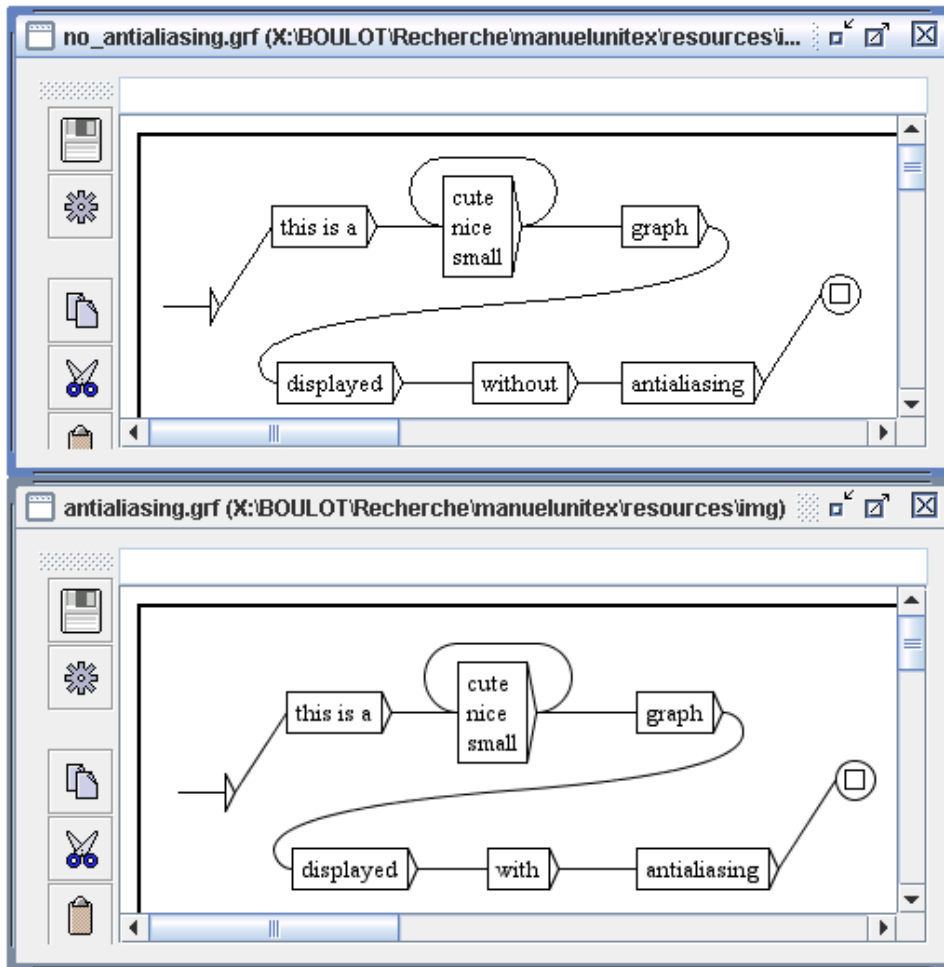 no_antialiasing.grf (X:\BOULOT\Recherche\manuelunitex\resources\i...
this is a
cute
nice
small
graph
displayed
without
antialiasing
antialiasing.grf (X:\BOULOT\Recherche\manuelunitex\resources\img)
this is a
cute
nice
small
graph
displayed
with
antialiasing